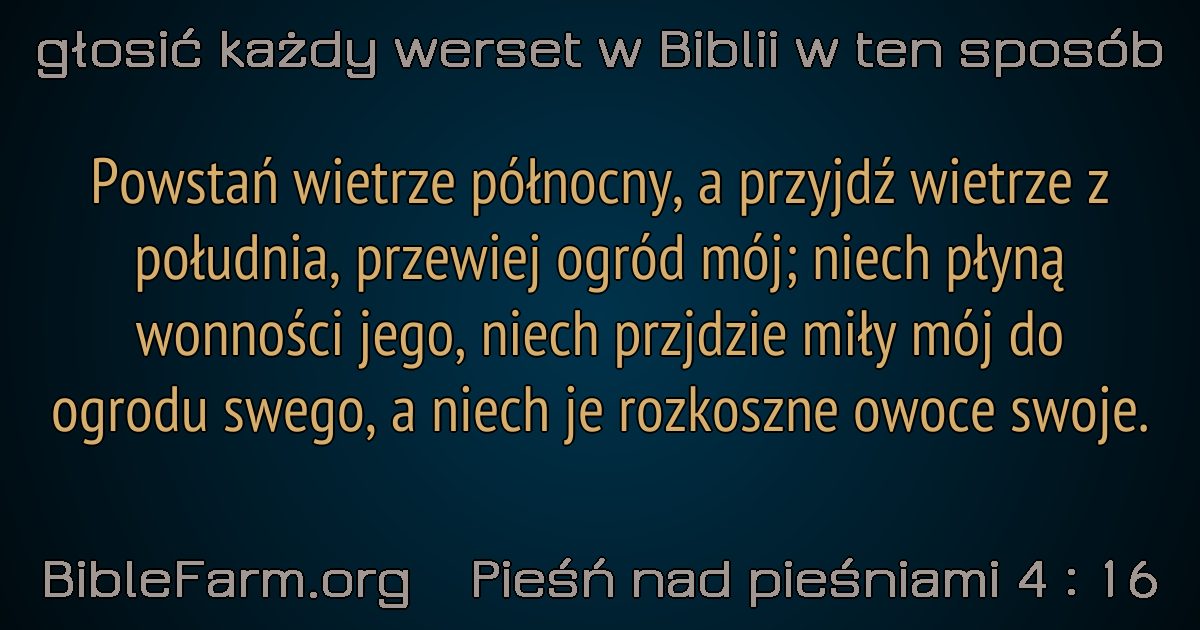 głosić każdy werset w Biblii w ten sposób
Powstań wietrze północny, a przyjdź wietrze z
południa, przewiej ogród mój; niech płyną
wonności jego, niech przjdzie miły mój do
ogrodu swego, a niech je rozkoszne owoce swoje.
BibleFarm.org Pieśń nad pieśniami 4 : 16